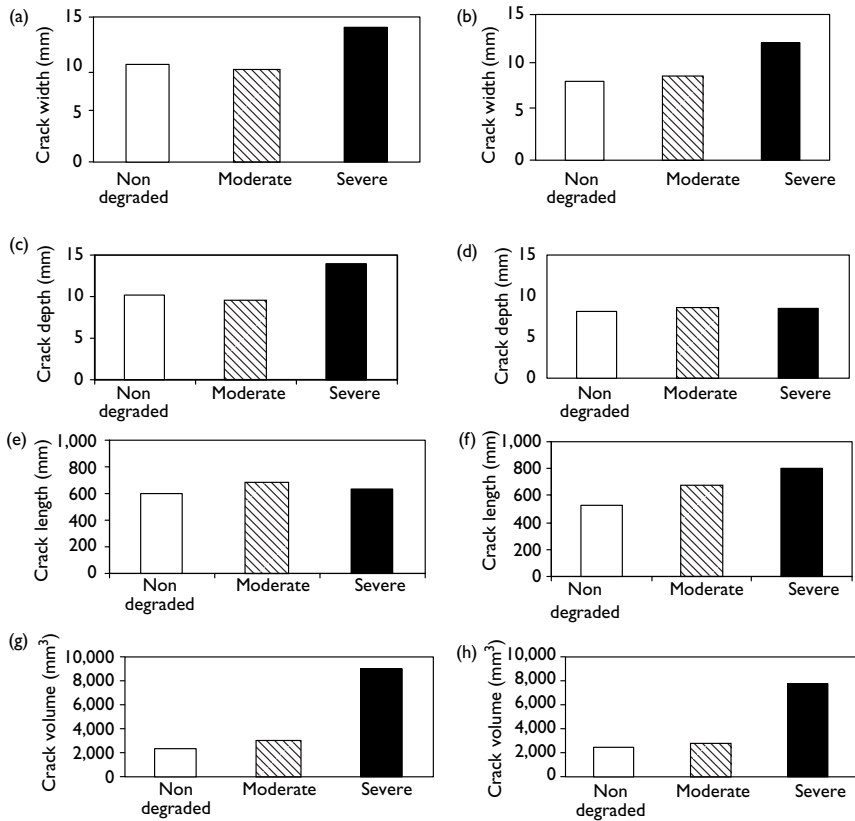 (a)
Crack width (mm)
15
10
5
0
Non
degraded
Moderate
Severe
(b)
Crack width (mm)
15
10
5
0
Non
degraded
Moderate
Severe
(c)
Crack depth (mm)
15
10
5
0
Non
degraded
Moderate
Severe
(d)
Crack depth (mm)
15
10
5
0
Non
degraded
Moderate
Severe
(e)
Crack length (mm)
1,000
800
600
400
200
0
Non
degraded
Moderate
Severe
(f)
Crack length (mm)
1,000
800
600
400
200
0
Non
degraded
Moderate
Severe
(g)
Crack volume (mm³)
10,000
8,000
6,000
4,000
2,000
0
Non
degraded
Moderate
Severe
(h)
Crack volume (mm³)
10,000
8,000
6,000
4,000
2,000
0
Non
degraded
Moderate
Severe